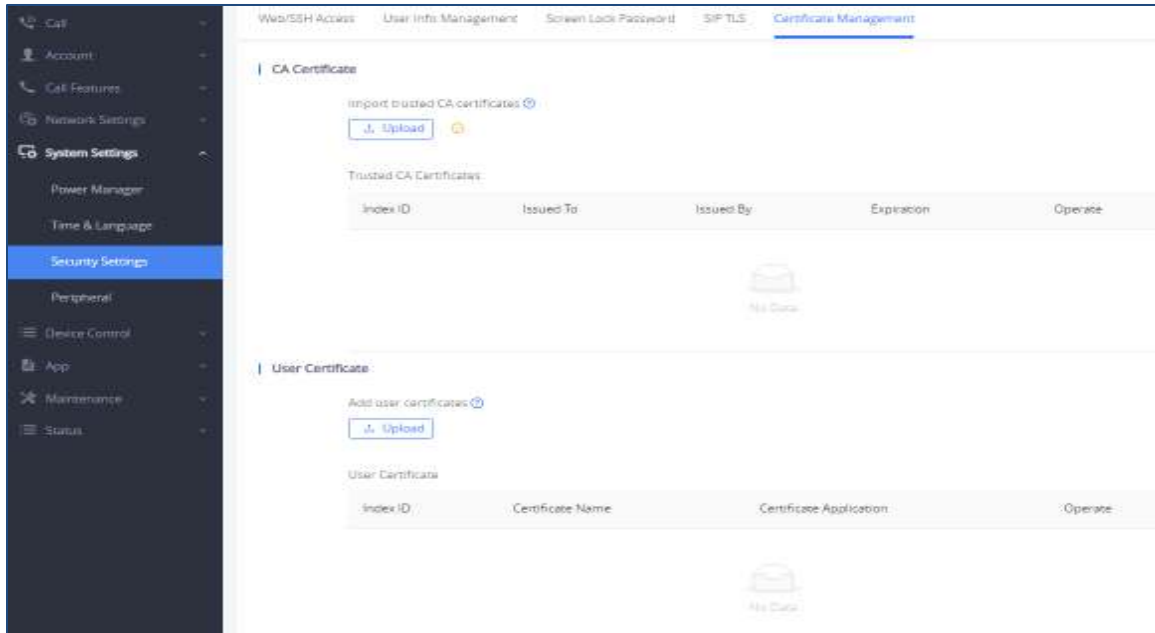 Call
Account
Call Features
Network Settings
System Settings
Power Manager
Time & Language
Security Settings
Peripheral
Device Control
App
Maintenance
Status
Web/SSH Access User Info Management Screen Lock Password SIP TLS Certificate Management
CA Certificate
Import trusted CA certificates
Upload
Trusted CA Certificates
Index ID Issued To Issued By Expiration Operate
No Data
User Certificate
Add user certificates
Upload
User Certificate
Index ID Certificate Name Certificate Application Operate
No Data